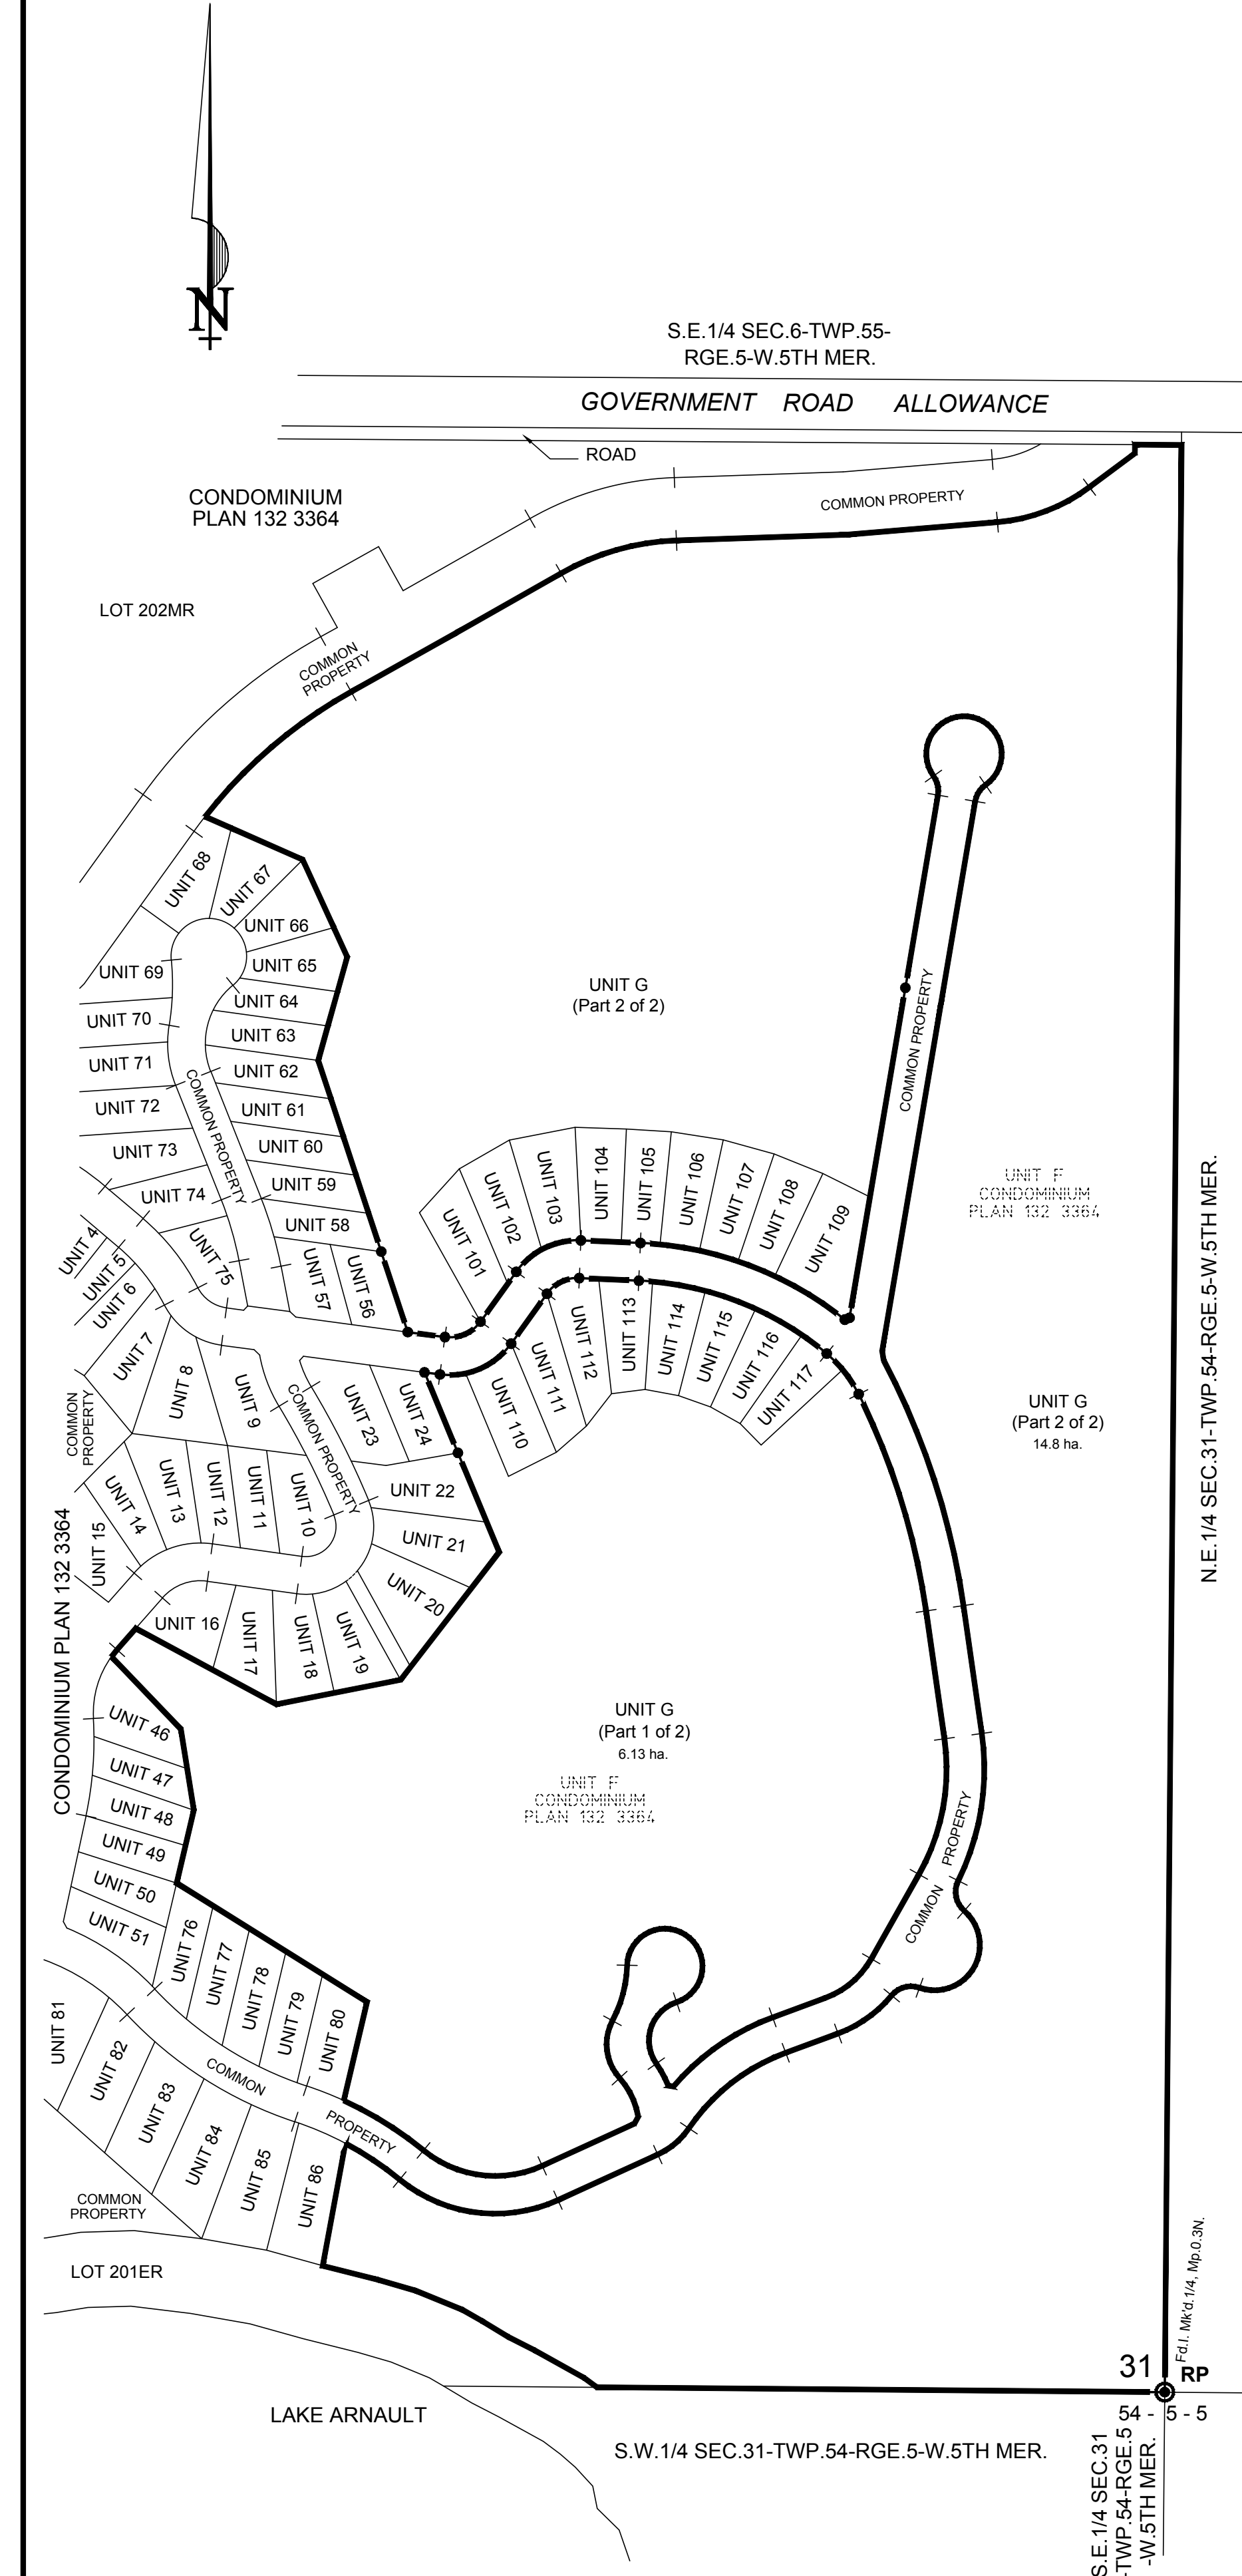 N
S.E.1/4 SEC.6-TWP.55-
RGE.5-W.5TH MER.
GOVERNMENT ROAD ALLOWANCE
ROAD
CONDOMINIUM
PLAN 132 3364
COMMON PROPERTY
LOT 202MR
COMMON
PROPERTY
UNIT 68
UNIT 67
UNIT 66
UNIT 65
UNIT 69
UNIT 64
UNIT 70
UNIT 63
UNIT 71
UNIT 62
UNIT 72
UNIT 61
UNIT 73
UNIT 60
UNIT 74
UNIT 59
UNIT 58
COMMON PROPERTY
UNIT 75
UNIT 57
UNIT 56
UNIT G
(Part 2 of 2)
COMMON PROPERTY
UNIT 101
UNIT 102
UNIT 103
UNIT 104
UNIT 105
UNIT 106
UNIT 107
UNIT 108
UNIT 109
UNIT F
CONDOMINIUM
PLAN 132 3364
N.E.1/4 SEC.31-TWP.54-RGE.5-W.5TH MER.
UNIT 4
UNIT 5
UNIT 6
UNIT 7
UNIT 8
UNIT 9
COMMON PROPERTY
UNIT 23
UNIT 24
UNIT 110
UNIT 111
UNIT 112
UNIT 113
UNIT 114
UNIT 115
UNIT 116
UNIT 117
UNIT G
(Part 2 of 2)
14.8 ha.
COMMON
PROPERTY
UNIT 15
UNIT 14
UNIT 13
UNIT 12
UNIT 11
UNIT 10
UNIT 22
UNIT 21
UNIT 20
UNIT 16
UNIT 17
UNIT 18
UNIT 19
CONDOMINIUM PLAN 132 3364
UNIT 46
UNIT 47
UNIT 48
UNIT 49
UNIT 50
UNIT 51
UNIT G
(Part 1 of 2)
6.13 ha.
UNIT F
CONDOMINIUM
PLAN 132 3364
COMMON PROPERTY
UNIT 76
UNIT 77
UNIT 78
UNIT 79
UNIT 80
UNIT 81
UNIT 82
UNIT 83
UNIT 84
UNIT 85
UNIT 86
COMMON PROPERTY
COMMON
PROPERTY
LOT 201ER
Fd.I. Mk'd.1/4, Mp.0.3N.
31
RP
54 - 5 - 5
LAKE ARNAULT
S.W.1/4 SEC.31-TWP.54-RGE.5-W.5TH MER.
S.E.1/4 SEC.31
-TWP.54-RGE.5
-W.5TH MER.